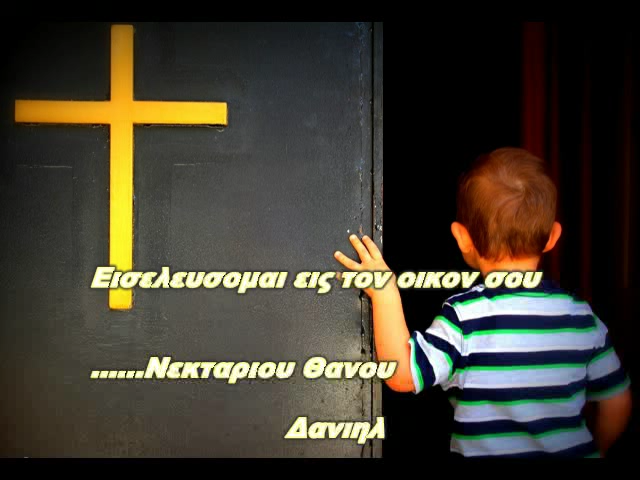 Εισελευσομαι εις τον οικον σου
......Νεκταριου Θανου
Δανιηλ